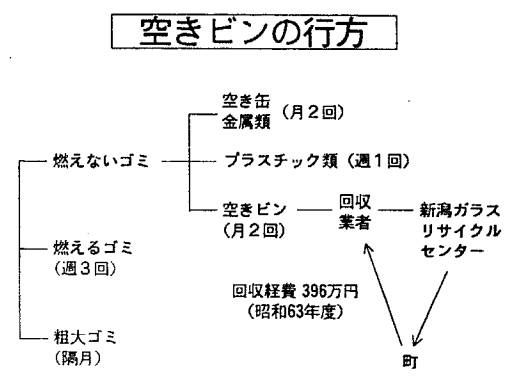 空きビンの行方
空き缶
金属類
（月２回）
燃えないゴミ
プラスチック類（週１回）
空きビン
（月２回）
回収
業者
新潟ガラス
リサイクル
センター
燃えるゴミ
（週３回）
回収経費 396万円
（昭和63年度）
粗大ゴミ
（隔月）
町